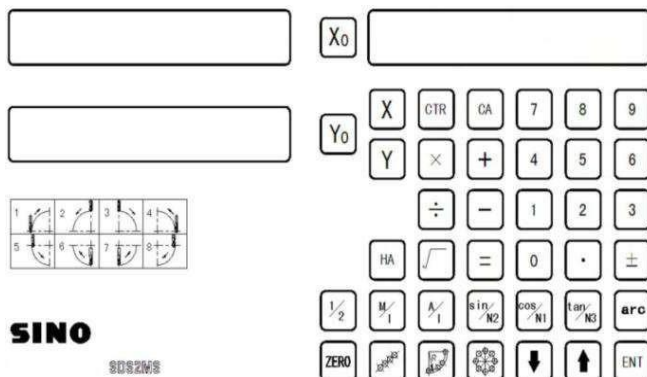 X0
X CTR CA 7 8 9
Y0
Y × + 4 5 6
1 2 3 4
÷ − 1 2 3
5 6 7 8
HA √ = 0 . ±
1/2 M/I A/I sin/N2 cos/N1 tan/N3 arc
SINO
ZERO ENT
SDS2MS